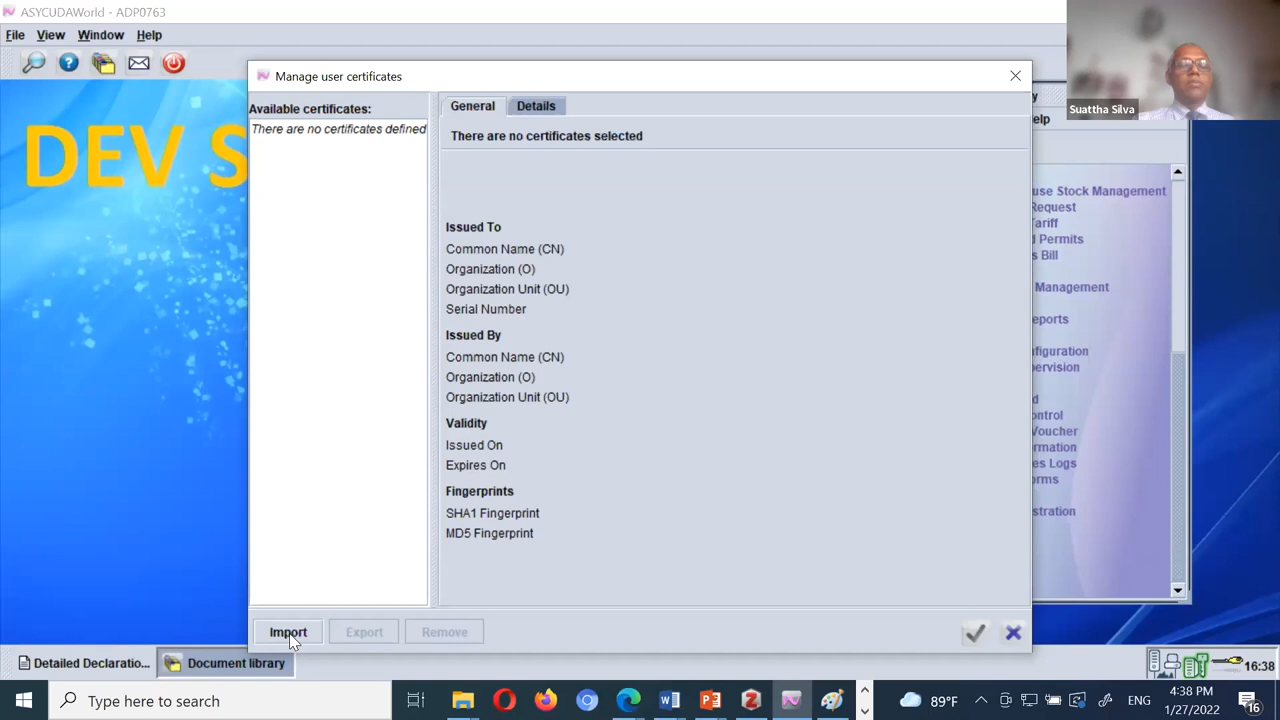 ASYCUDAWorld - ADP0763
File View Window Help
DEV S
Manage user certificates
Available certificates:
There are no certificates defined
General Details
There are no certificates selected
Issued To
Common Name (CN)
Organization (O)
Organization Unit (OU)
Serial Number
Issued By
Common Name (CN)
Organization (O)
Organization Unit (OU)
Validity
Issued On
Expires On
Fingerprints
SHA1 Fingerprint
MD5 Fingerprint
Import Export Remove
Suattha Silva
y
elp
use Stock Management
Request
Tariff
d Permits
s Bill
Management
eports
figuration
ervision
d
ontrol
Voucher
rmation
es Logs
orms
stration
Detailed Declaratio... Document library 16:38
Type here to search 89°F ENG 4:38 PM
1/27/2022 16